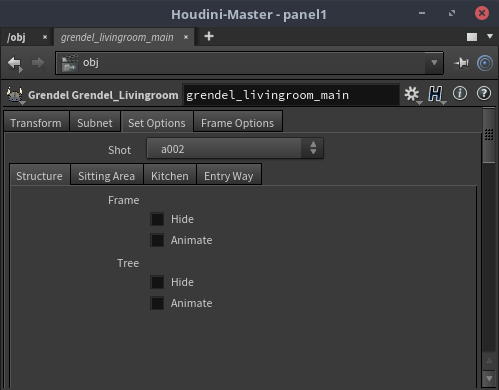 Houdini-Master - panel1
/obj × grendel_livingroom_main × +
obj
Grendel Grendel_Livingroom grendel_livingroom_main
Transform Subnet Set Options Frame Options
Shot a002
Structure Sitting Area Kitchen Entry Way
Frame
Hide
Animate
Tree
Hide
Animate